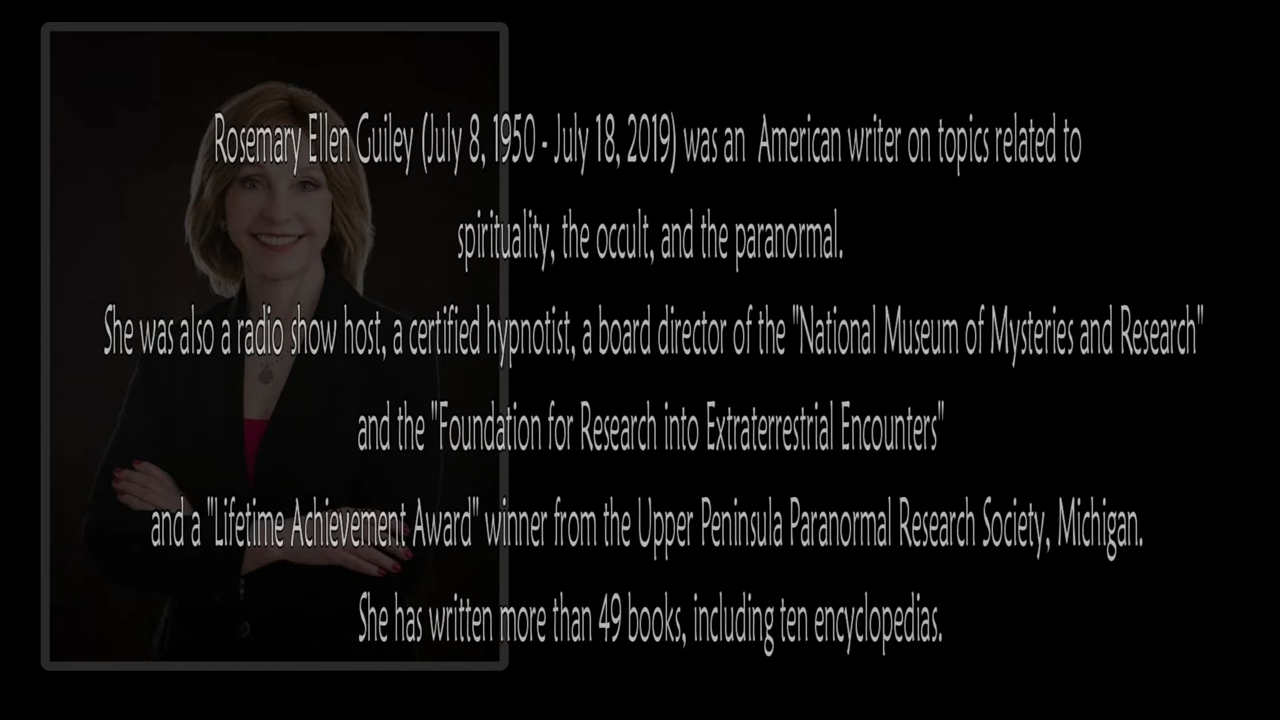 Rosemary Ellen Guiley (July 8, 1950 - July 18, 2019) was an American writer on topics related to
spirituality, the occult, and the paranormal.
She was also a radio show host, a certified hypnotist, a board director of the "National Museum of Mysteries and Research"
and the "Foundation for Research into Extraterrestrial Encounters"
and a "Lifetime Achievement Award" winner from the Upper Peninsula Paranormal Research Society, Michigan.
She has written more than 49 books, including ten encyclopedias.